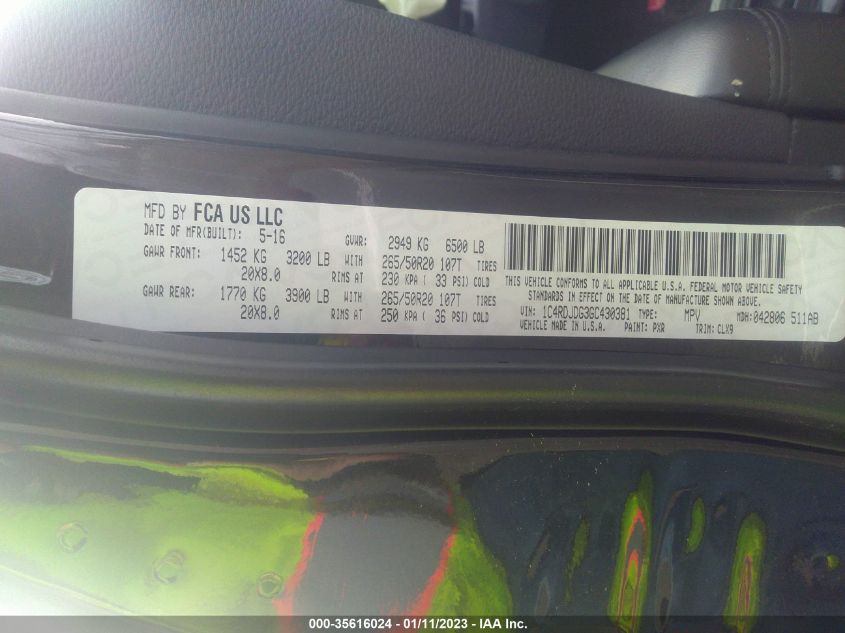 MFD BY FCA US LLC
DATE OF MFR(BUILT): 5-16 GVWR: 2949 KG 6500 LB
GAWR FRONT: 1452 KG 3200 LB WITH 265/50R20 107T TIRES
20X8.0 RIMS AT 230 KPA ( 33 PSI) COLD
GAWR REAR: 1770 KG 3900 LB WITH 265/50R20 107T TIRES
20X8.0 RIMS AT 250 KPA ( 36 PSI) COLD
THIS VEHICLE CONFORMS TO ALL APPLICABLE U.S.A. FEDERAL MOTOR VEHICLE SAFETY
STANDARDS IN EFFECT ON THE DATE OF MANUFACTURE SHOWN ABOVE.
VIN: 1C4RDJDG3GC430381 TYPE: MPV MDH: 042806 511AB
VEHICLE MADE IN U.S.A. PAINT: PXR TRIM: CLX9
000-35616024 - 01/11/2023 - IAA Inc.